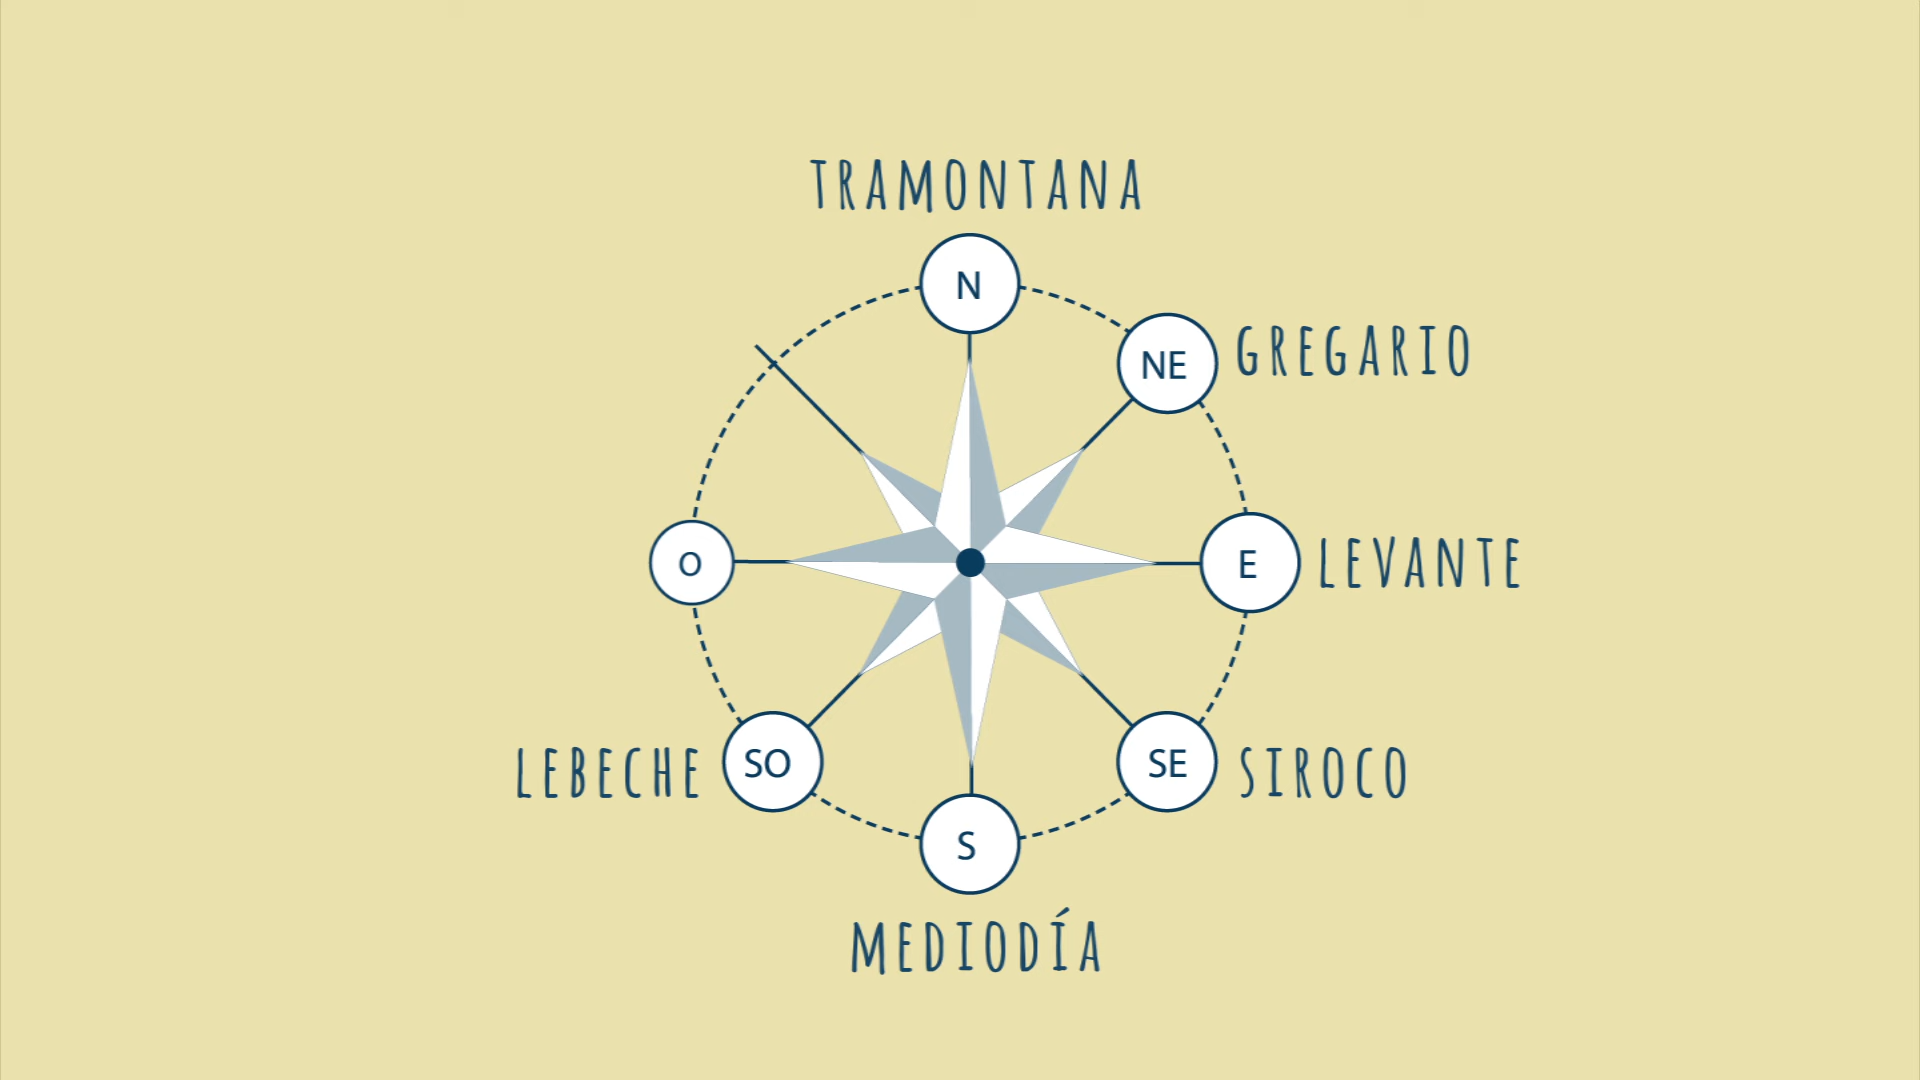 TRAMONTANA
N
NE GREGARIO
O
E LEVANTE
LEBECHE SO
SE SIROCO
S
MEDIODÍA